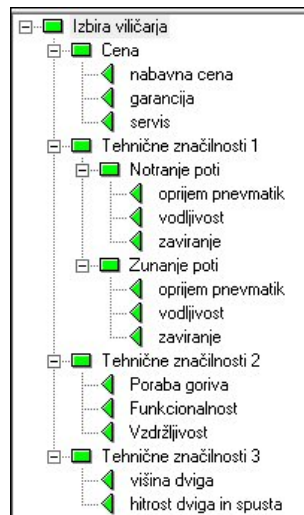 Izbira viličarja
Cena
nabavna cena
garancija
servis
Tehnične značilnosti 1
Notranje poti
oprijem pnevmatik
vodljivost
zaviranje
Zunanje poti
oprijem pnevmatik
vodljivost
zaviranje
Tehnične značilnosti 2
Poraba goriva
Funkcionalnost
Vzdržljivost
Tehnične značilnosti 3
višina dviga
hitrost dviga in spusta